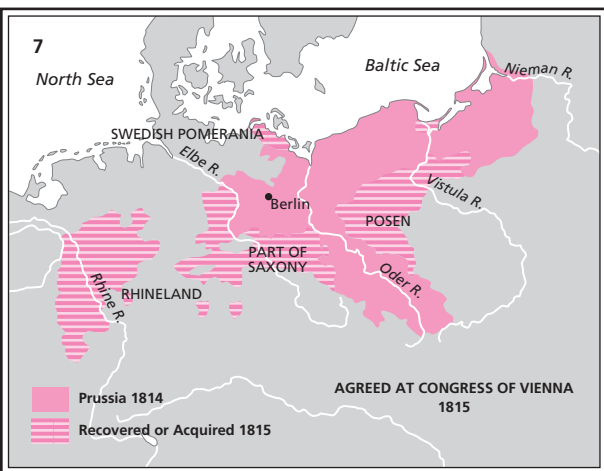 7
North Sea
Baltic Sea
Nieman R.
SWEDISH POMERANIA
Elbe R.
Berlin
Vistula R.
POSEN
PART OF
SAXONY
Oder R.
RHINELAND
Rhine R.
Prussia 1814
Recovered or Acquired 1815
AGREED AT CONGRESS OF VIENNA
1815